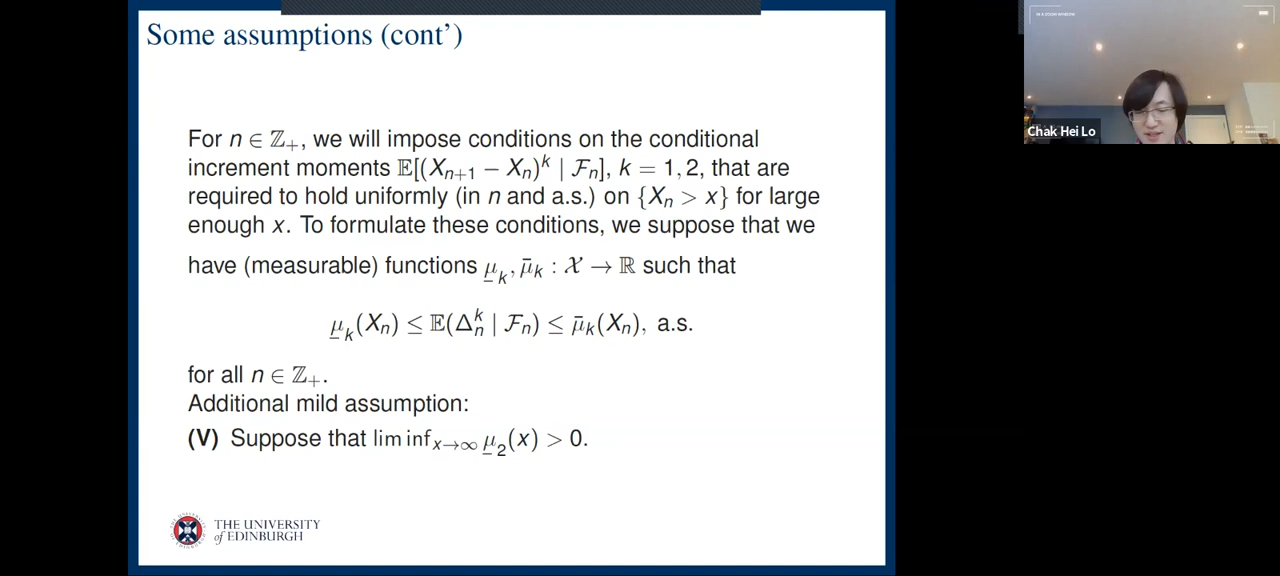 Some assumptions (cont')
For n ∈ ℤ₊, we will impose conditions on the conditional
increment moments 𝔼[(Xₙ₊₁ − Xₙ)ᵏ | ℱₙ], k = 1, 2, that are
required to hold uniformly (in n and a.s.) on {Xₙ > x} for large
enough x. To formulate these conditions, we suppose that we
have (measurable) functions μ̲ₖ, μ̄ₖ : 𝒳 → ℝ such that
μ̲ₖ(Xₙ) ≤ 𝔼(Δₙᵏ | ℱₙ) ≤ μ̄ₖ(Xₙ), a.s.
for all n ∈ ℤ₊.
Additional mild assumption:
(V) Suppose that lim inf_{x→∞} μ̲₂(x) > 0.
THE UNIVERSITY
of EDINBURGH
Chak Hei Lo